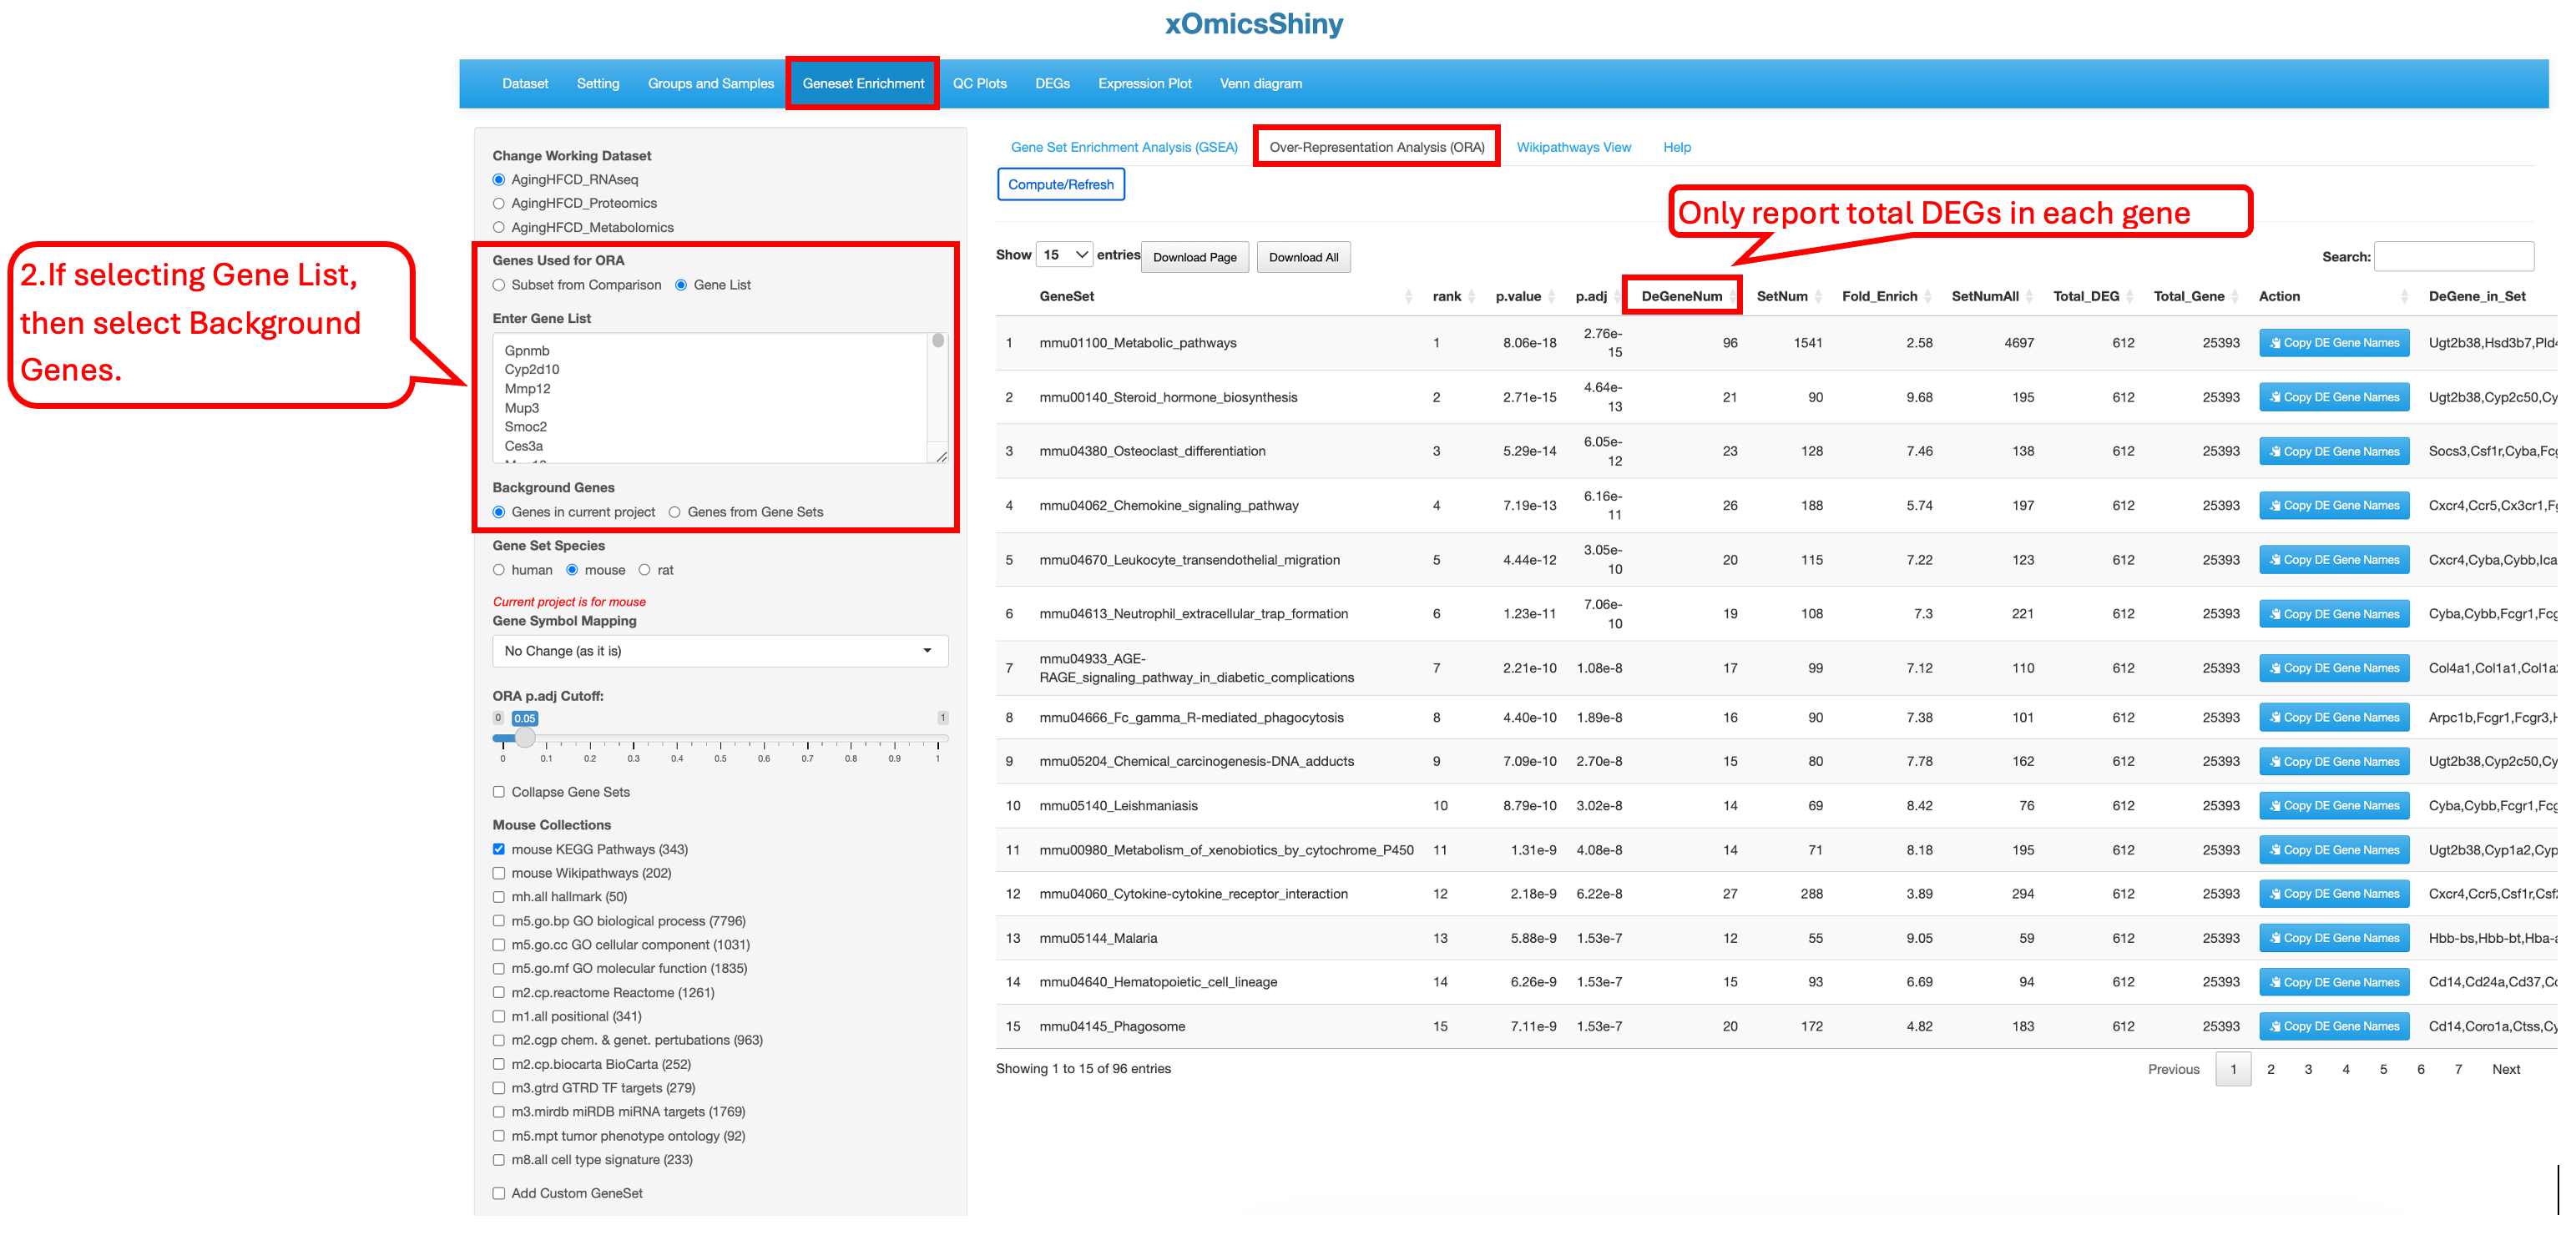 xOmicsShiny
Dataset Setting Groups and Samples Geneset Enrichment QC Plots DEGs Expression Plot Venn diagram
2.If selecting Gene List,
then select Background
Genes.
Change Working Dataset
AgingHFCD_RNAseq
AgingHFCD_Proteomics
AgingHFCD_Metabolomics
Genes Used for ORA
Subset from Comparison Gene List
Enter Gene List
Gpnmb
Cyp2d10
Mmp12
Mup3
Smoc2
Ces3a
Background Genes
Genes in current project Genes from Gene Sets
Gene Set Species
human mouse rat
Current project is for mouse
Gene Symbol Mapping
No Change (as it is)
ORA p.adj Cutoff:
0 0.05 1
0 0.1 0.2 0.3 0.4 0.5 0.6 0.7 0.8 0.9 1
Collapse Gene Sets
Mouse Collections
mouse KEGG Pathways (343)
mouse Wikipathways (202)
mh.all hallmark (50)
m5.go.bp GO biological process (7796)
m5.go.cc GO cellular component (1031)
m5.go.mf GO molecular function (1835)
m2.cp.reactome Reactome (1261)
m1.all positional (341)
m2.cgp chem. & genet. pertubations (963)
m2.cp.biocarta BioCarta (252)
m3.gtrd GTRD TF targets (279)
m3.mirdb miRDB miRNA targets (1769)
m5.mpt tumor phenotype ontology (92)
m8.all cell type signature (233)
Add Custom GeneSet
Gene Set Enrichment Analysis (GSEA) Over-Representation Analysis (ORA) Wikipathways View Help
Compute/Refresh
Only report total DEGs in each gene
Show 15 entries Download Page Download All Search:
GeneSet rank p.value p.adj DeGeneNum SetNum Fold_Enrich SetNumAll Total_DEG Total_Gene Action DeGene_in_Set
1 mmu01100_Metabolic_pathways 1 8.06e-18 2.76e-15 96 1541 2.58 4697 612 25393 Copy DE Gene Names Ugt2b38,Hsd3b7,Pld4
2 mmu00140_Steroid_hormone_biosynthesis 2 2.71e-15 4.64e-13 21 90 9.68 195 612 25393 Copy DE Gene Names Ugt2b38,Cyp2c50,Cy
3 mmu04380_Osteoclast_differentiation 3 5.29e-14 6.05e-12 23 128 7.46 138 612 25393 Copy DE Gene Names Socs3,Csf1r,Cyba,Fcg
4 mmu04062_Chemokine_signaling_pathway 4 7.19e-13 6.16e-11 26 188 5.74 197 612 25393 Copy DE Gene Names Cxcr4,Ccr5,Cx3cr1,Fg
5 mmu04670_Leukocyte_transendothelial_migration 5 4.44e-12 3.05e-10 20 115 7.22 123 612 25393 Copy DE Gene Names Cxcr4,Cyba,Cybb,Ica
6 mmu04613_Neutrophil_extracellular_trap_formation 6 1.23e-11 7.06e-10 19 108 7.3 221 612 25393 Copy DE Gene Names Cyba,Cybb,Fcgr1,Fcg
7 mmu04933_AGE-RAGE_signaling_pathway_in_diabetic_complications 7 2.21e-10 1.08e-8 17 99 7.12 110 612 25393 Copy DE Gene Names Col4a1,Col1a1,Col1a
8 mmu04666_Fc_gamma_R-mediated_phagocytosis 8 4.40e-10 1.89e-8 16 90 7.38 101 612 25393 Copy DE Gene Names Arpc1b,Fcgr1,Fcgr3,
9 mmu05204_Chemical_carcinogenesis-DNA_adducts 9 7.09e-10 2.70e-8 15 80 7.78 162 612 25393 Copy DE Gene Names Ugt2b38,Cyp2c50,Cy
10 mmu05140_Leishmaniasis 10 8.79e-10 3.02e-8 14 69 8.42 76 612 25393 Copy DE Gene Names Cyba,Cybb,Fcgr1,Fcg
11 mmu00980_Metabolism_of_xenobiotics_by_cytochrome_P450 11 1.31e-9 4.08e-8 14 71 8.18 195 612 25393 Copy DE Gene Names Ugt2b38,Cyp1a2,Cyp
12 mmu04060_Cytokine-cytokine_receptor_interaction 12 2.18e-9 6.22e-8 27 288 3.89 294 612 25393 Copy DE Gene Names Cxcr4,Ccr5,Csf1r,Csf
13 mmu05144_Malaria 13 5.88e-9 1.53e-7 12 55 9.05 59 612 25393 Copy DE Gene Names Hbb-bs,Hbb-bt,Hba-a
14 mmu04640_Hematopoietic_cell_lineage 14 6.26e-9 1.53e-7 15 93 6.69 94 612 25393 Copy DE Gene Names Cd14,Cd24a,Cd37,Cd
15 mmu04145_Phagosome 15 7.11e-9 1.53e-7 20 172 4.82 183 612 25393 Copy DE Gene Names Cd14,Coro1a,Ctss,Cy
Showing 1 to 15 of 96 entries Previous 1 2 3 4 5 6 7 Next